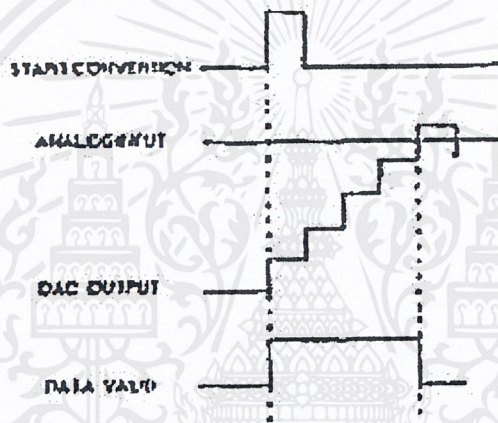 START CONVERSION
ANALOG INPUT
DAC OUTPUT
DATA VALID